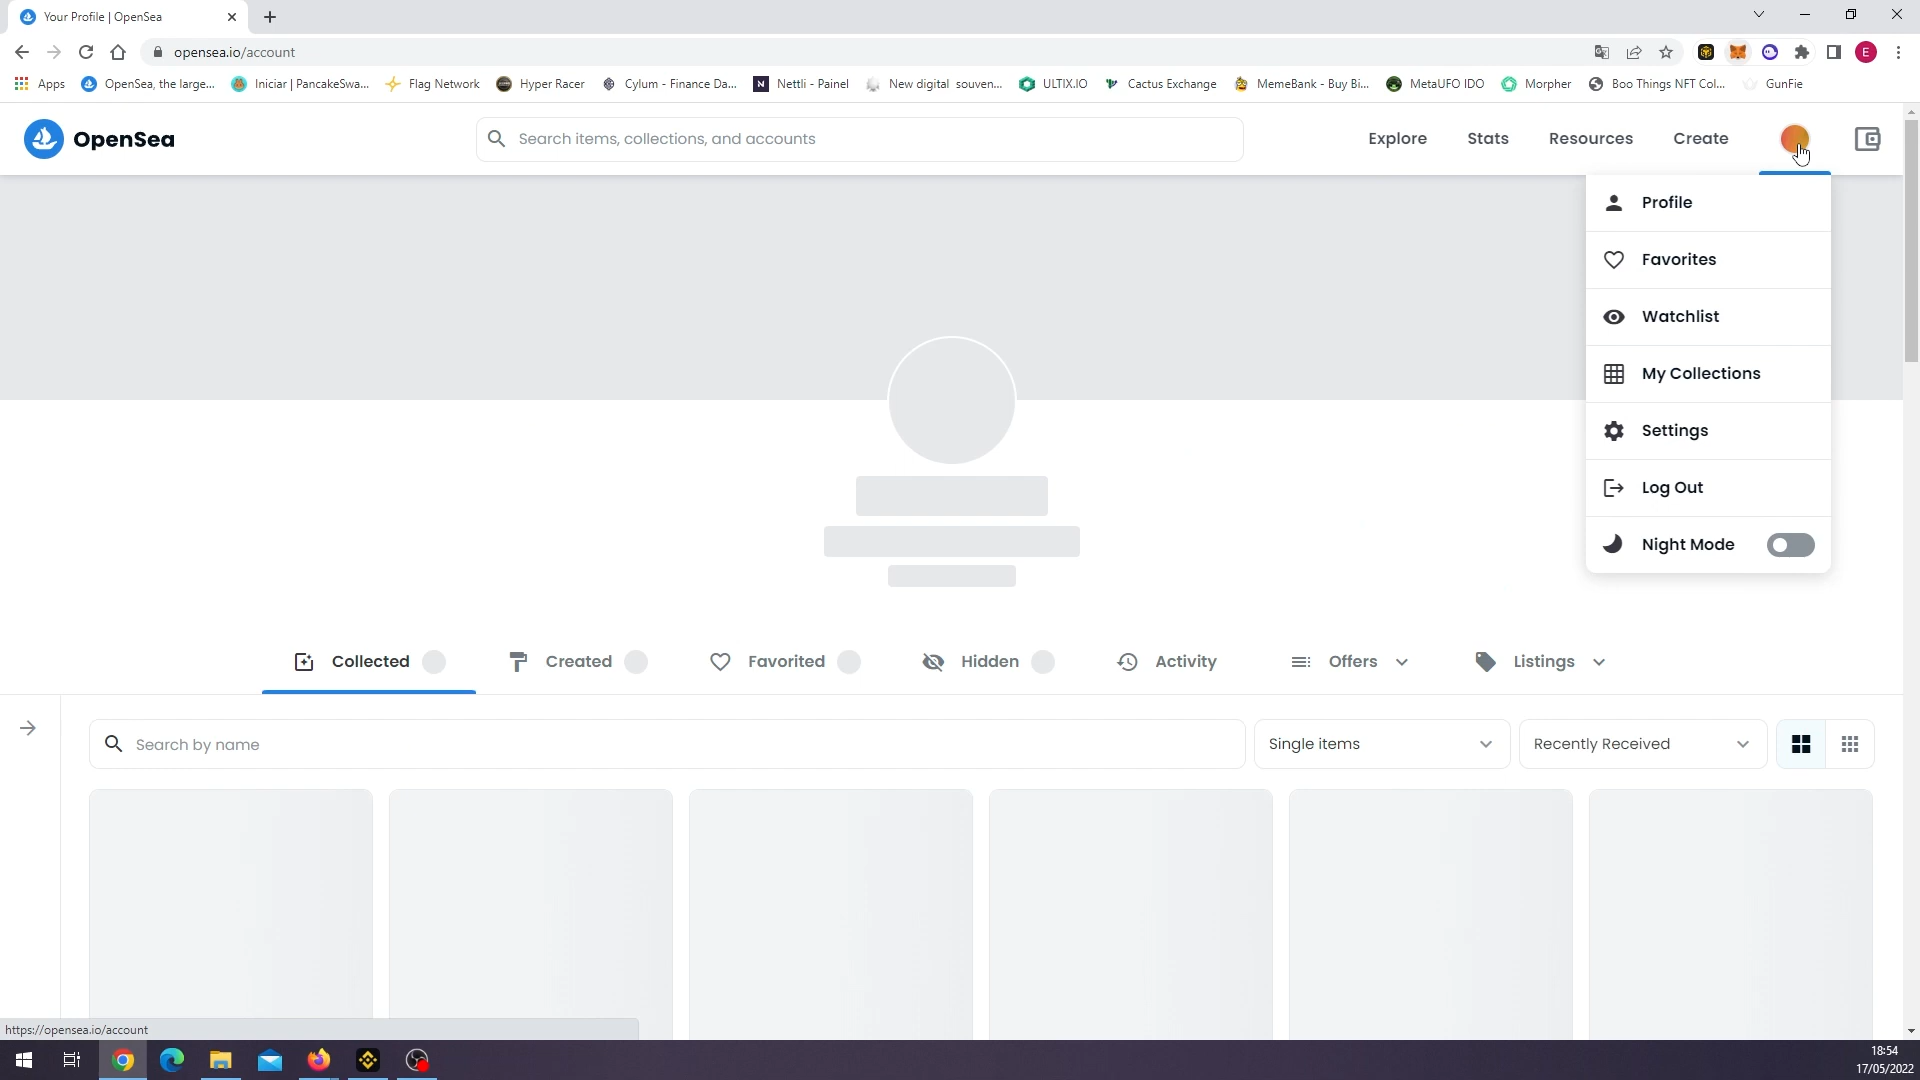 Your Profile | OpenSea
opensea.io/account
E
Apps
OpenSea, the large...
Iniciar | PancakeSwa...
Flag Network
Hyper Racer
Cylum - Finance Da...
N
Nettli - Painel
New digital souven...
ULTIX.IO
Cactus Exchange
MemeBank - Buy Bi...
MetaUFO IDO
Morpher
Boo Things NFT Col...
GunFie
OpenSea
Search items, collections, and accounts
Explore
Stats
Resources
Create
Profile
Favorites
Watchlist
My Collections
Settings
Log Out
Night Mode
Collected
Created
Favorited
Hidden
Activity
Offers
Listings
Search by name
Single items
Recently Received
https://opensea.io/account
18:54
17/05/2022